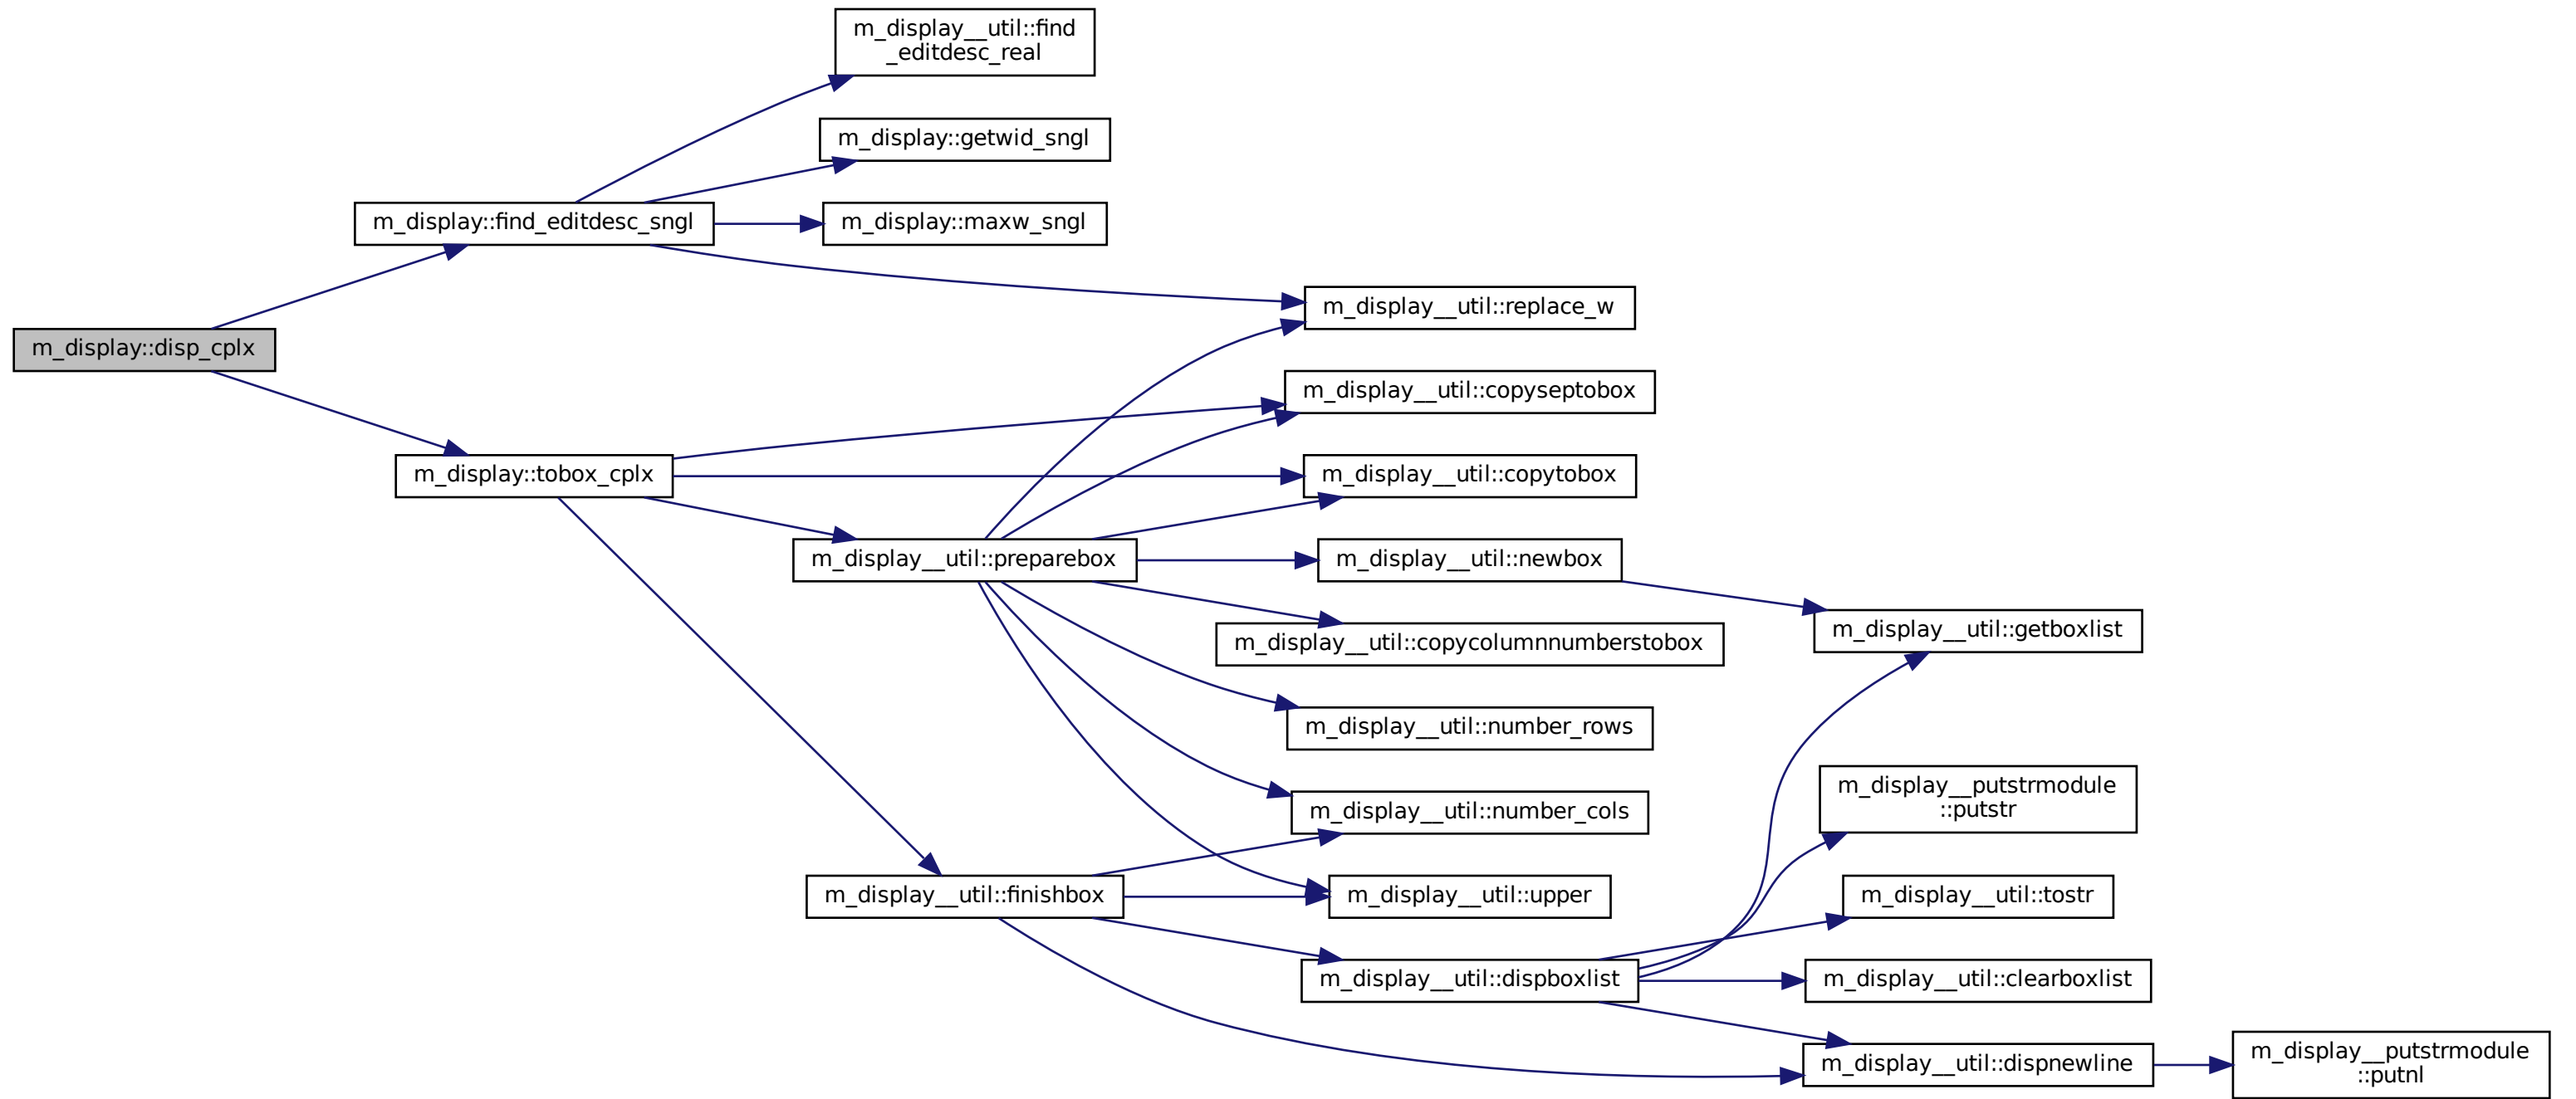 m_display__util::find
_editdesc_real
m_display::getwid_sngl
m_display::find_editdesc_sngl
m_display::maxw_sngl
m_display__util::replace_w
m_display::disp_cplx
m_display__util::copyseptobox
m_display::tobox_cplx
m_display__util::copytobox
m_display__util::preparebox
m_display__util::newbox
m_display__util::getboxlist
m_display__util::copycolumnnumberstobox
m_display__util::number_rows
m_display__putstrmodule
::putstr
m_display__util::number_cols
m_display__util::finishbox
m_display__util::upper
m_display__util::tostr
m_display__util::dispboxlist
m_display__util::clearboxlist
m_display__util::dispnewline
m_display__putstrmodule
::putnl